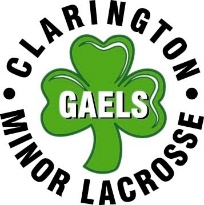 CLARINGTON
GAELS
• MINOR LACROSSE •